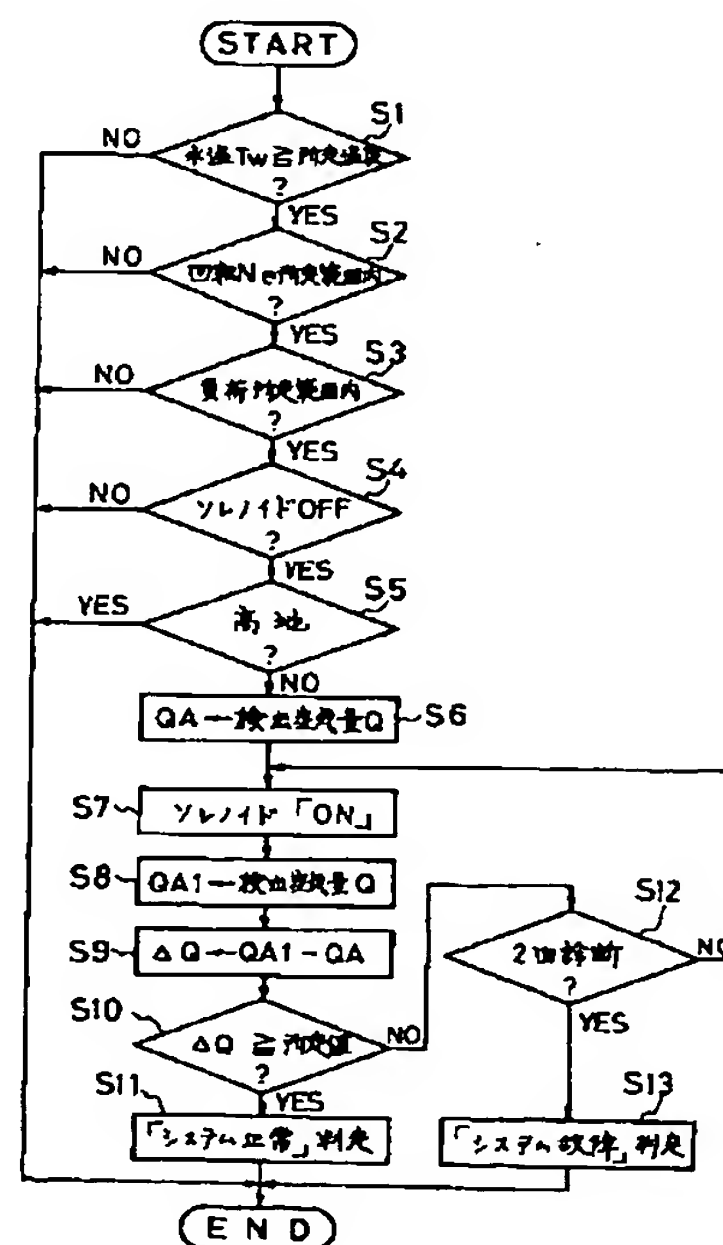 START
S1
NO
水温Tw≧所定温度
?
YES
S2
NO
回転Ne所定範囲内
?
YES
S3
NO
負荷所定範囲内
?
YES
S4
NO
ソレノイドOFF
?
YES
S5
YES
高地
?
NO
QA←検出空気量Q
S6
S7
ソレノイド「ON」
S8
QA1←検出空気量Q
S9
ΔQ←QA1-QA
S12
2回診断
?
NO
YES
S10
ΔQ≧所定値
?
NO
YES
S11
「システム正常」判定
S13
「システム故障」判定
END